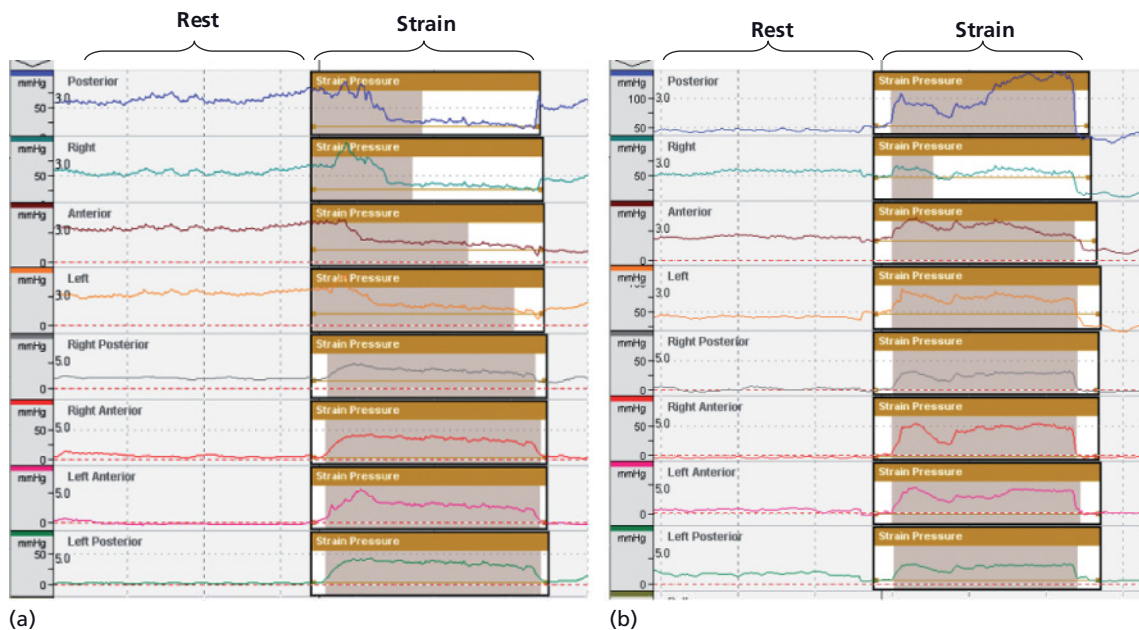 Rest Strain
mmHg Posterior Strain Pressure
3.0
50
mmHg Right Strain Pressure
3.0
50
mmHg Anterior Strain Pressure
3.0
0
mmHg Left Strain Pressure
3.0
0
mmHg Right Posterior Strain Pressure
5.0
0
mmHg Right Anterior Strain Pressure
50
5.0
0
mmHg Left Anterior Strain Pressure
5.0
0
mmHg Left Posterior Strain Pressure
50
5.0
0
(a)
Rest Strain
mmHg Posterior Strain Pressure
100
3.0
50
mmHg Right Strain Pressure
3.0
50
mmHg Anterior Strain Pressure
3.0
0
mmHg Left Strain Pressure
3.0
50
mmHg Right Posterior Strain Pressure
5.0
50
0
mmHg Right Anterior Strain Pressure
50
5.0
0
mmHg Left Anterior Strain Pressure
5.0
0
mmHg Left Posterior Strain Pressure
50
5.0
0
(b)